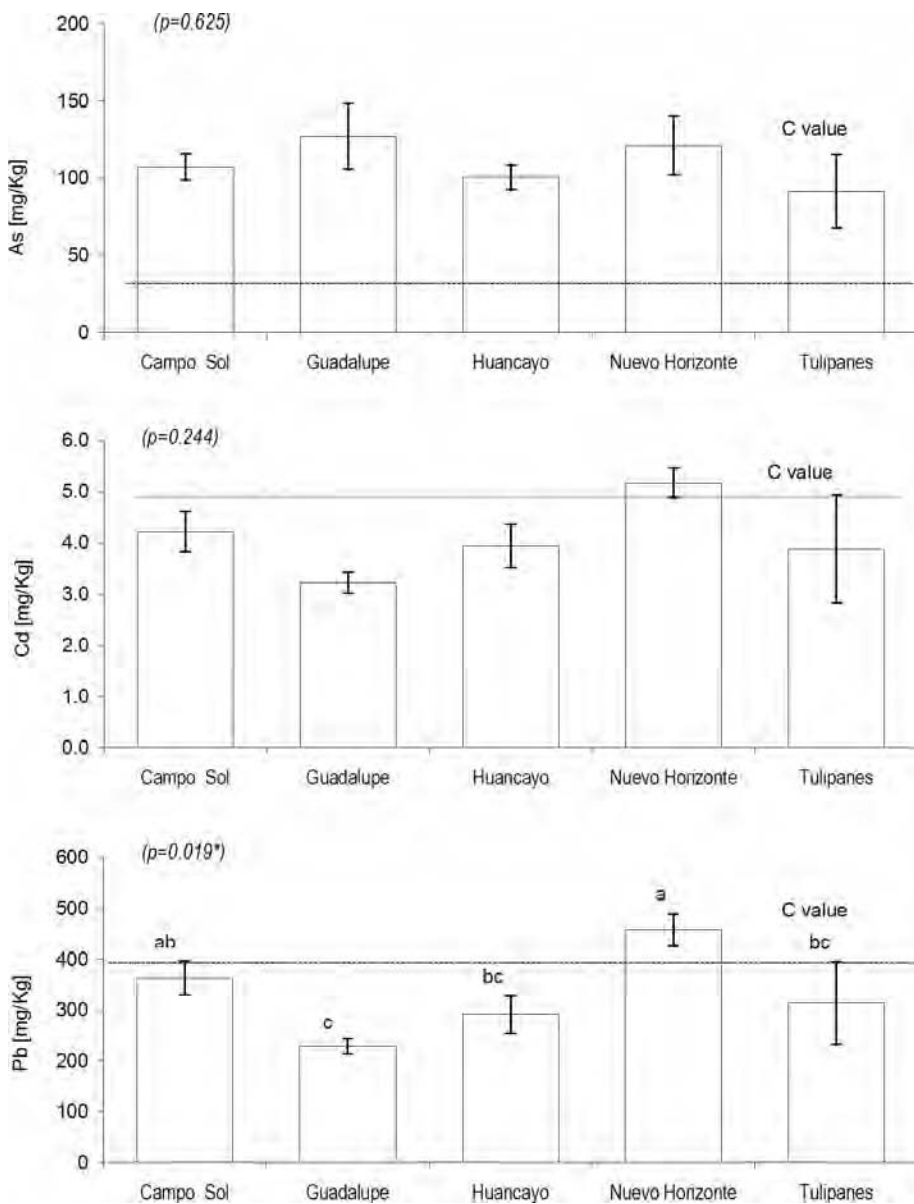 (p=0.625)
200
150
C value
100
50
0
As [mg/Kg]
Campo Sol Guadalupe Huancayo Nuevo Horizonte Tulipanes
(p=0.244)
6.0
C value
5.0
4.0
3.0
2.0
1.0
0.0
Cd [mg/Kg]
Campo Sol Guadalupe Huancayo Nuevo Horizonte Tulipanes
(p=0.019*)
600
a
500
C value
ab bc
400
bc
300
c
200
100
0
Pb [mg/Kg]
Campo Sol Guadalupe Huancayo Nuevo Horizonte Tulipanes